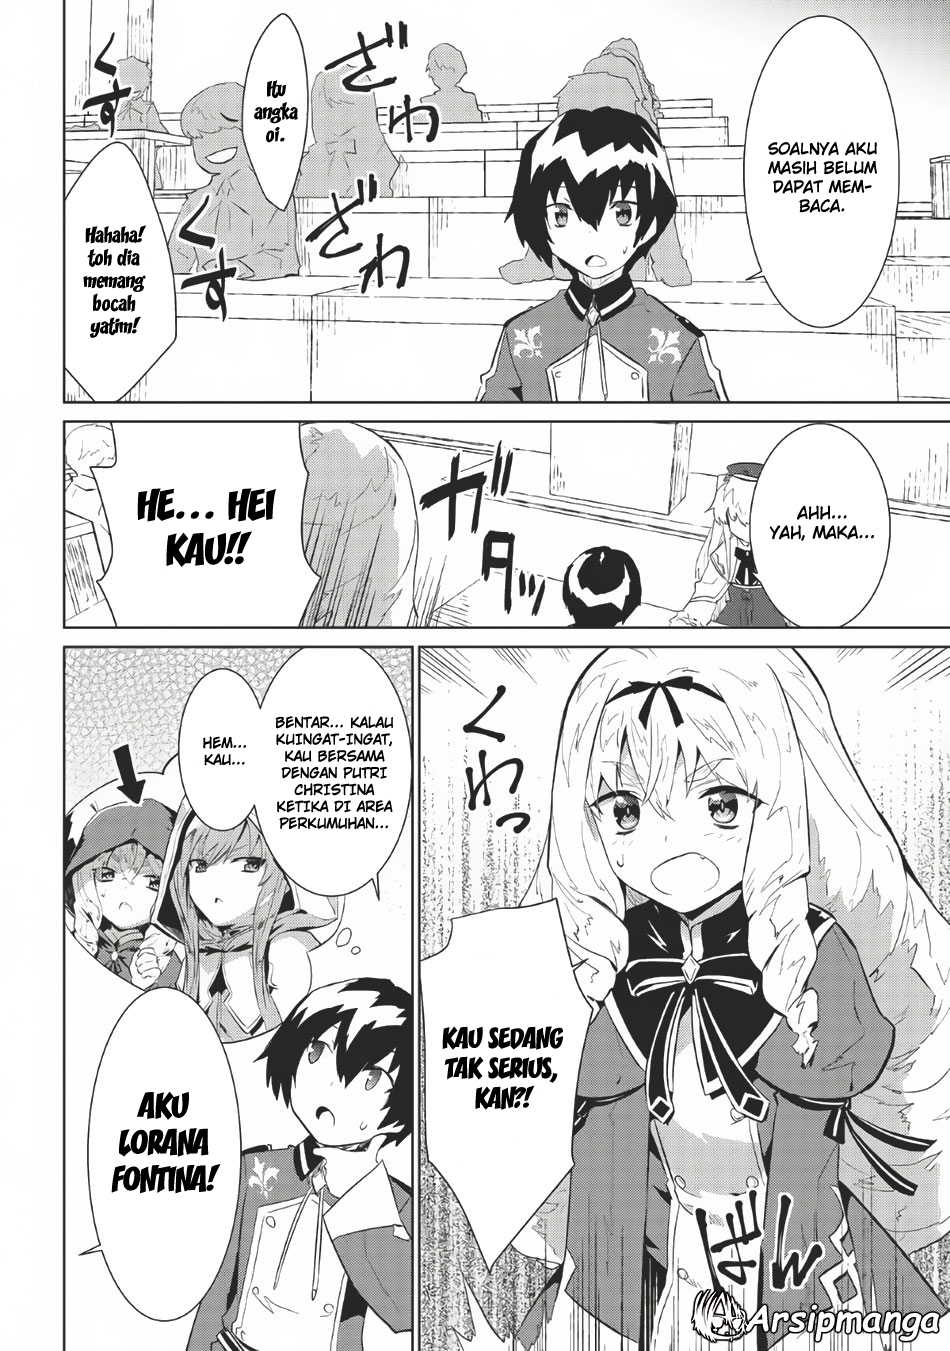 SOALNYA AKU
MASIH BELUM
DAPAT MEM-
BACA.
Itu
angka
oi.
ざわ
ざわ
くす
くす
Hahaha!
toh dia
memang
bocah
yatim!
AHH...
YAH, MAKA...
ガタッ
HE... HEI
KAU!!
くわっ
KAU SEDANG
TAK SERIUS,
KAN?!
ばん
BENTAR... KALAU
KUINGAT-INGAT,
KAU BERSAMA
DENGAN PUTRI
CHRISTINA
KETIKA DI AREA
PERKUMUHAN...
HEM...
KAU...
AKU
LORANA
FONTINA!
Arsipmanga